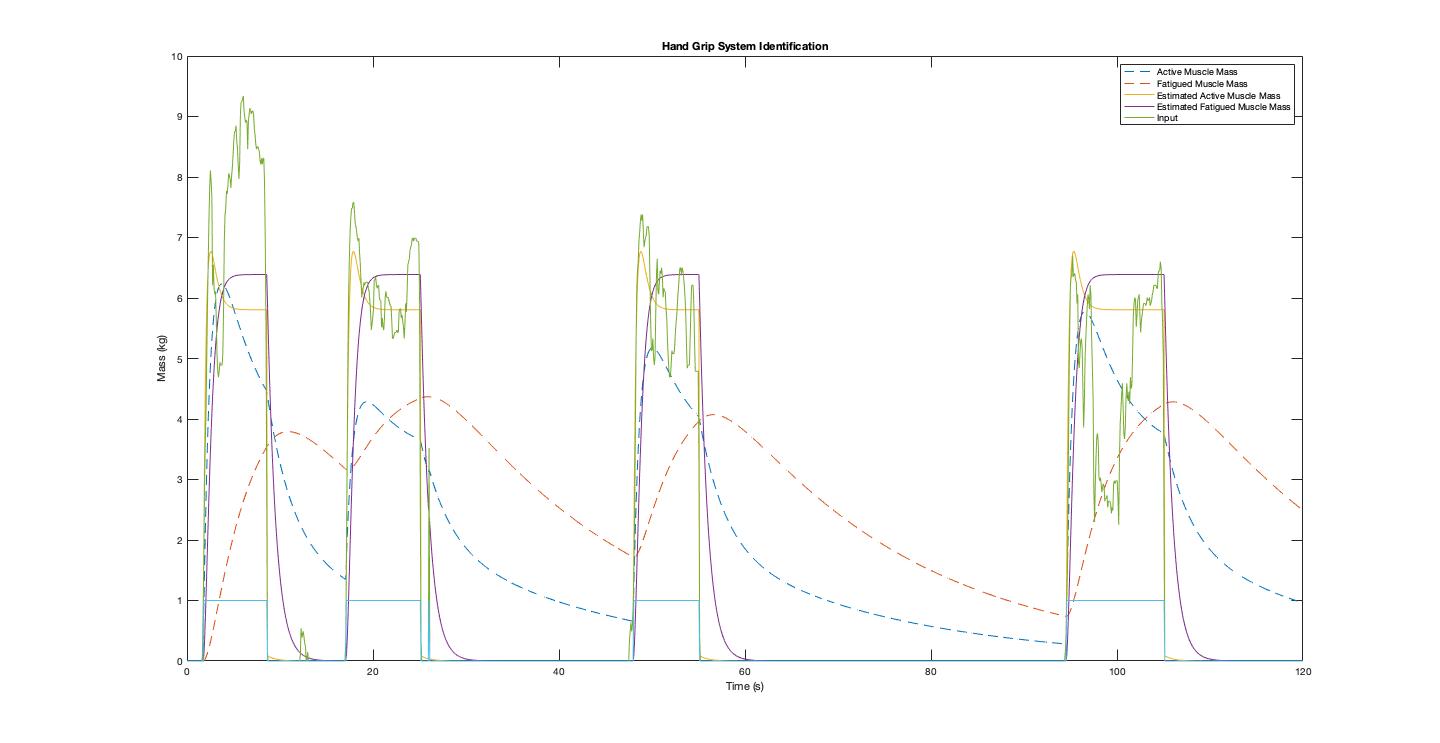 Hand Grip System Identification
10
9
8
7
6
5
4
3
2
1
0
Mass (kg)
Active Muscle Mass
Fatigued Muscle Mass
Estimated Active Muscle Mass
Estimated Fatigued Muscle Mass
Input
0 20 40 60 80 100 120
Time (s)